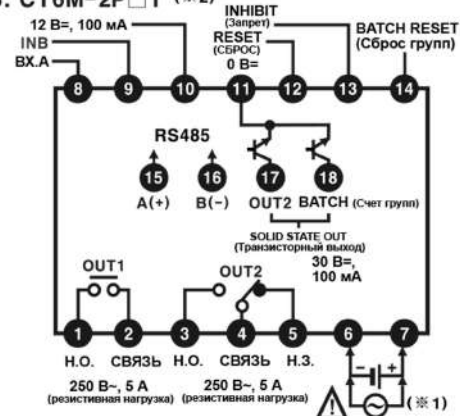 CT6M-2P□T (※2)
12 В=, 100 мА
INB
ВХ.А
INHIBIT
(Запрет)
RESET
(СБРОС)
0 В=
BATCH RESET
(Сброс групп)
8 9 10 11 12 13 14
RS485
15 16 17 18
A(+) B(-) OUT2 BATCH (Счет групп)
SOLID STATE OUT
(Транзисторный выход)
30 В=,
100 мА
OUT1
OUT2
1 2 3 4 5 6 7
Н.О. СВЯЗЬ Н.О. СВЯЗЬ Н.З.
250 В~, 5 А 250 В~, 5 А
(резистивная нагрузка) (резистивная нагрузка)
- +
(※1)